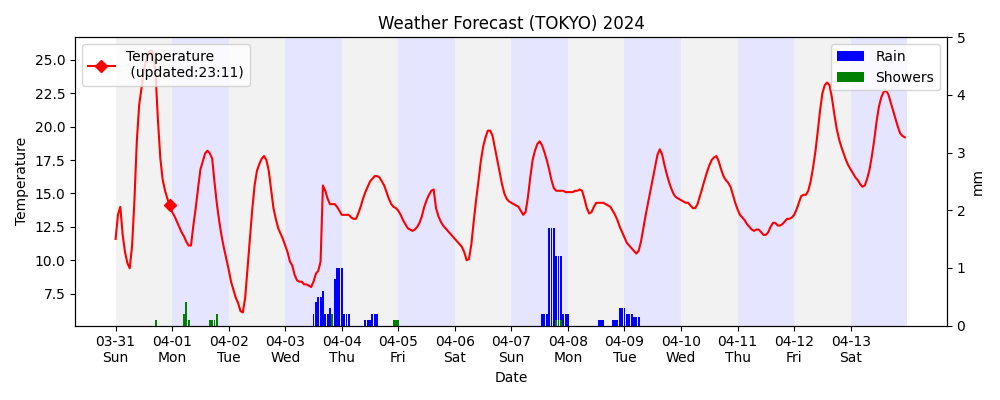 Weather Forecast (TOKYO) 2024
Temperature
(updated:23:11)
Rain
Showers
Temperature
25.0
22.5
20.0
17.5
15.0
12.5
10.0
7.5
5
4
3
2
1
0
mm
03-31 04-01 04-02 04-03 04-04 04-05 04-06 04-07 04-08 04-09 04-10 04-11 04-12 04-13
Sun Mon Tue Wed Thu Fri Sat Sun Mon Tue Wed Thu Fri Sat
Date